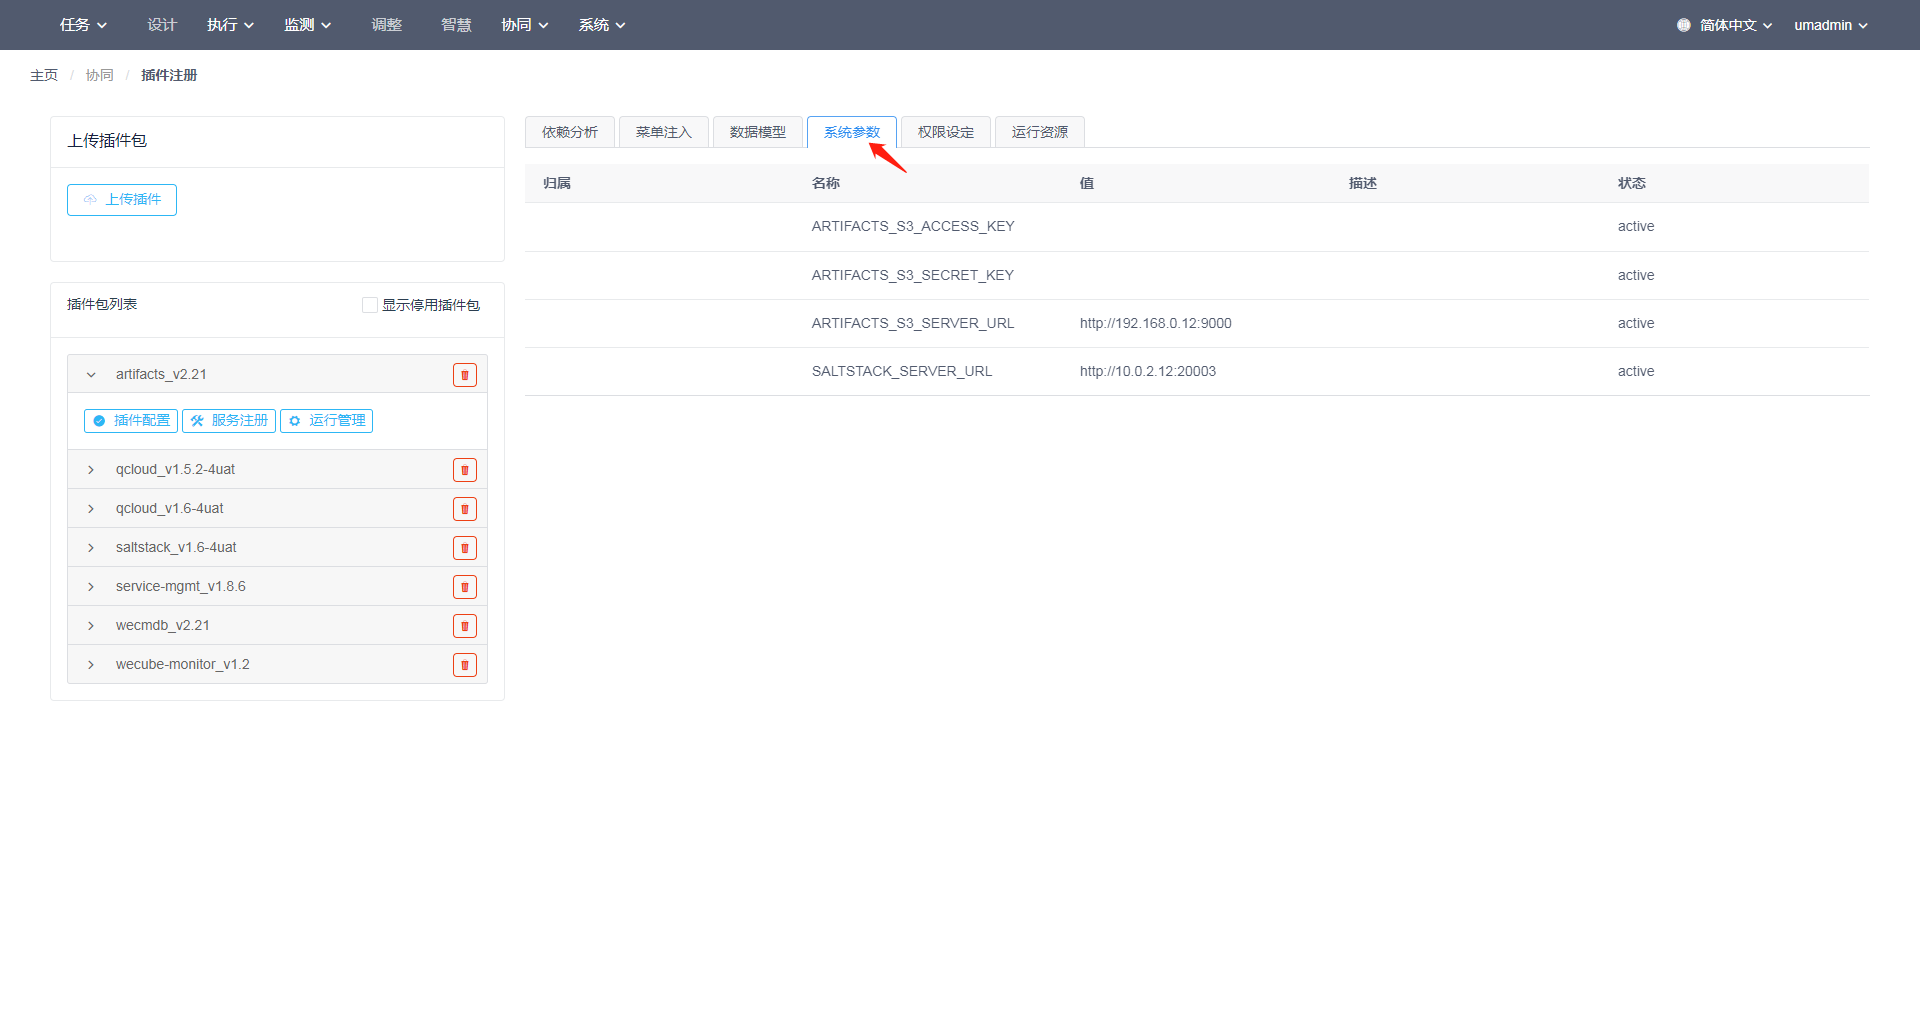 任务 设计 执行 监测 调整 智慧 协同 系统 简体中文 umadmin
主页 / 协同 / 插件注册
上传插件包
上传插件
插件包列表 显示停用插件包
artifacts_v2.21
插件配置 服务注册 运行管理
qcloud_v1.5.2-4uat
qcloud_v1.6-4uat
saltstack_v1.6-4uat
service-mgmt_v1.8.6
wecmdb_v2.21
wecube-monitor_v1.2
依赖分析 菜单注入 数据模型 系统参数 权限设定 运行资源
归属 名称 值 描述 状态
ARTIFACTS_S3_ACCESS_KEY active
ARTIFACTS_S3_SECRET_KEY active
ARTIFACTS_S3_SERVER_URL http://192.168.0.12:9000 active
SALTSTACK_SERVER_URL http://10.0.2.12:20003 active